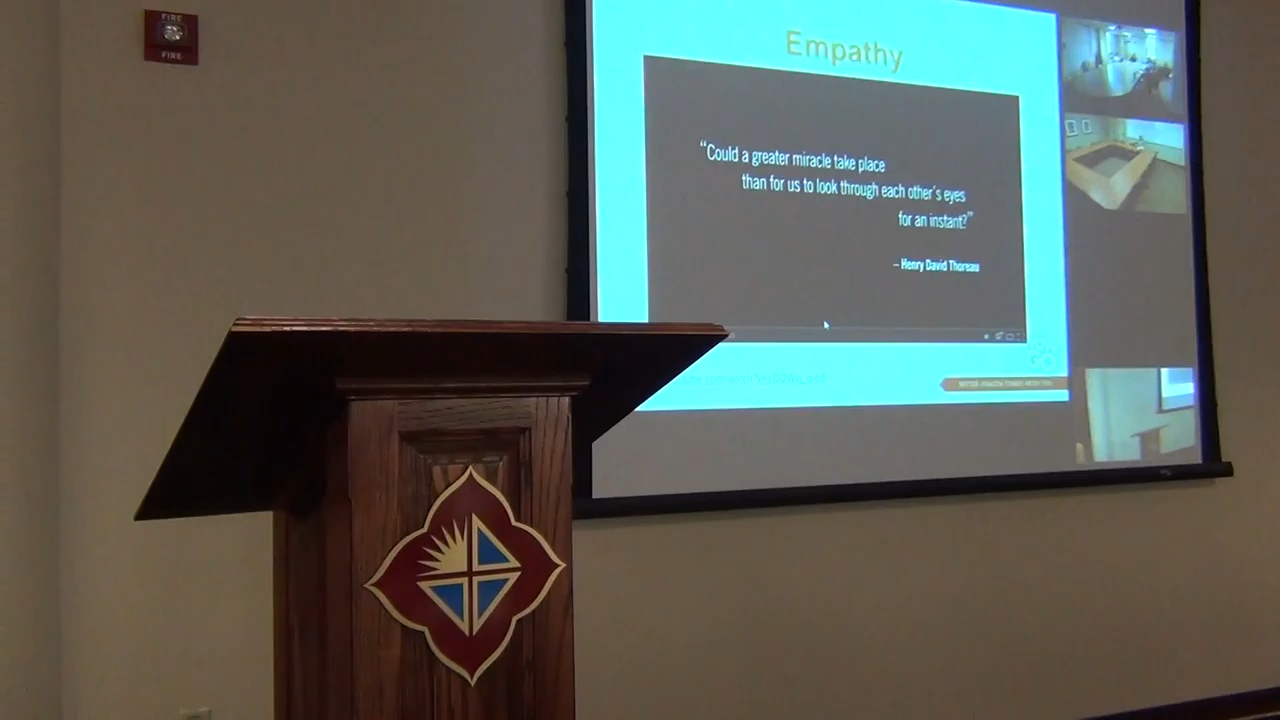 FIRE
FIRE
Empathy
“Could a greater miracle take place
than for us to look through each other's eyes
for an instant?”
– Henry David Thoreau